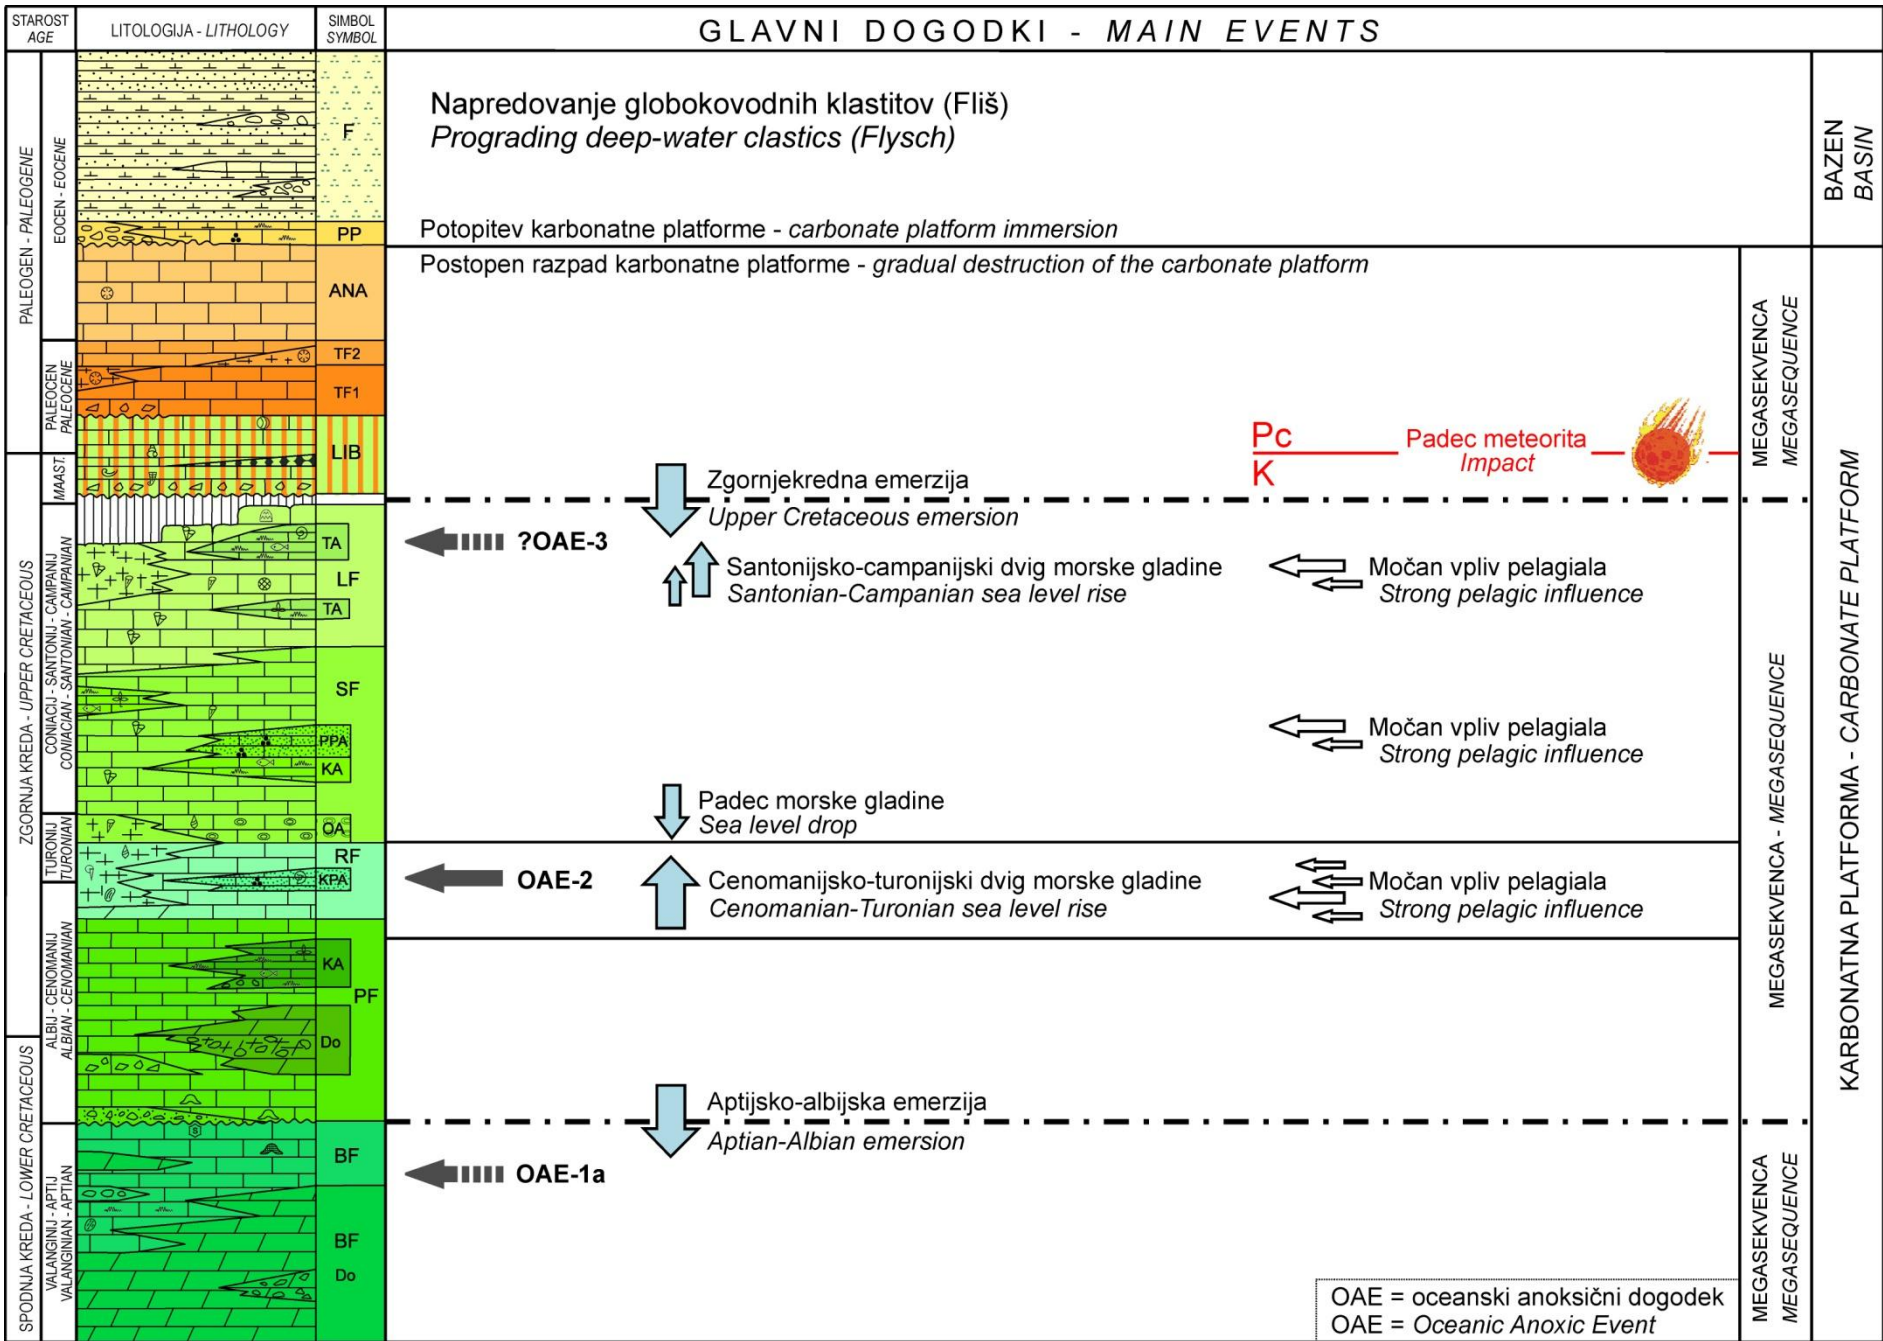 STAROST
AGE
LITOLOGIJA - LITHOLOGY
SIMBOL
SYMBOL
GLAVNI DOGODKI - MAIN EVENTS
PALEOGEN - PALEOGENE
EOCEN - EOCENE
PALEOCEN
PALEOCENE
ZGORNJA KREDA - UPPER CRETACEOUS
MAAST.
CONIACIJ - SANTONIJ - CAMPANIJ
CONIACIAN - SANTONIAN - CAMPANIAN
TURONIJ
TURONIAN
ALBIJ - CENOMANIJ
ALBIAN - CENOMANIAN
SPODNJA KREDA - LOWER CRETACEOUS
VALANGINIJ - APTIJ
VALANGINIAN - APTIAN
F
PP
ANA
TF2
TF1
LIB
TA
LF
TA
SF
PPA
KA
OA
RF
KPA
KA
PF
Do
S
BF
BF
Do
Napredovanje globokovodnih klastitov (Fliš)
Prograding deep-water clastics (Flysch)
Potopitev karbonatne platforme - carbonate platform immersion
Postopen razpad karbonatne platforme - gradual destruction of the carbonate platform
Pc
K
Padec meteorita
Impact
Zgornjekredna emerzija
Upper Cretaceous emersion
?OAE-3
Santonijsko-campanijski dvig morske gladine
Santonian-Campanian sea level rise
Močan vpliv pelagiala
Strong pelagic influence
Močan vpliv pelagiala
Strong pelagic influence
Padec morske gladine
Sea level drop
OAE-2
Cenomanijsko-turonijski dvig morske gladine
Cenomanian-Turonian sea level rise
Močan vpliv pelagiala
Strong pelagic influence
Aptijsko-albijska emerzija
Aptian-Albian emersion
OAE-1a
OAE = oceanski anoksični dogodek
OAE = Oceanic Anoxic Event
MEGASEKVENCA
MEGASEQUENCE
MEGASEKVENCA - MEGASEQUENCE
MEGASEKVENCA
MEGASEQUENCE
BAZEN
BASIN
KARBONATNA PLATFORMA - CARBONATE PLATFORM